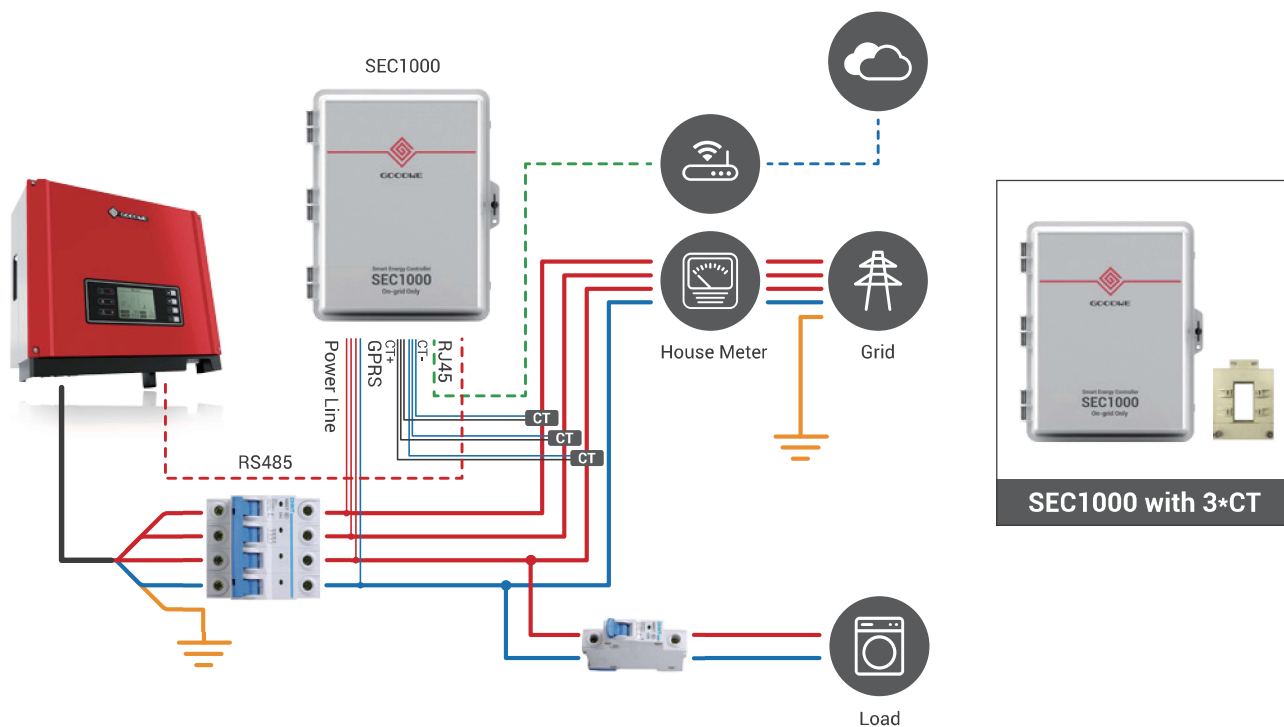 SEC1000
GOODWE
Smart Energy Controller
SEC1000
On-grid Only
House Meter
Grid
Power Line
GPRS
CT+
CT-
RJ45
CT
CT
CT
RS485
Load
GOODWE
Smart Energy Controller
SEC1000
On-grid Only
SEC1000 with 3*CT